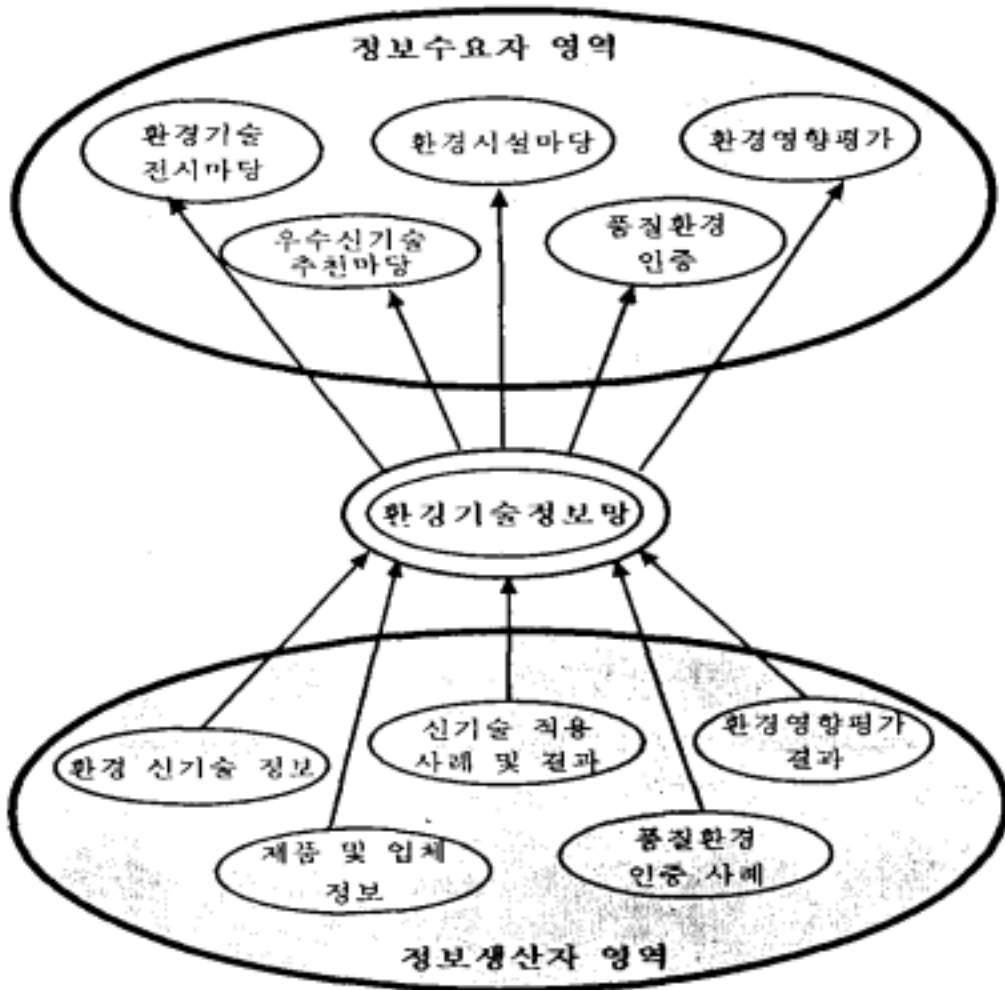 정보수요자 영역
환경기술
전시마당
환경시설마당
환경영향평가
우수신기술
추천마당
품질환경
인증
환경기술정보망
환경 신기술 정보
신기술 적용
사례 및 결과
환경영향평가
결과
제품 및 업체
정보
품질환경
인증 사례
정보생산자 영역